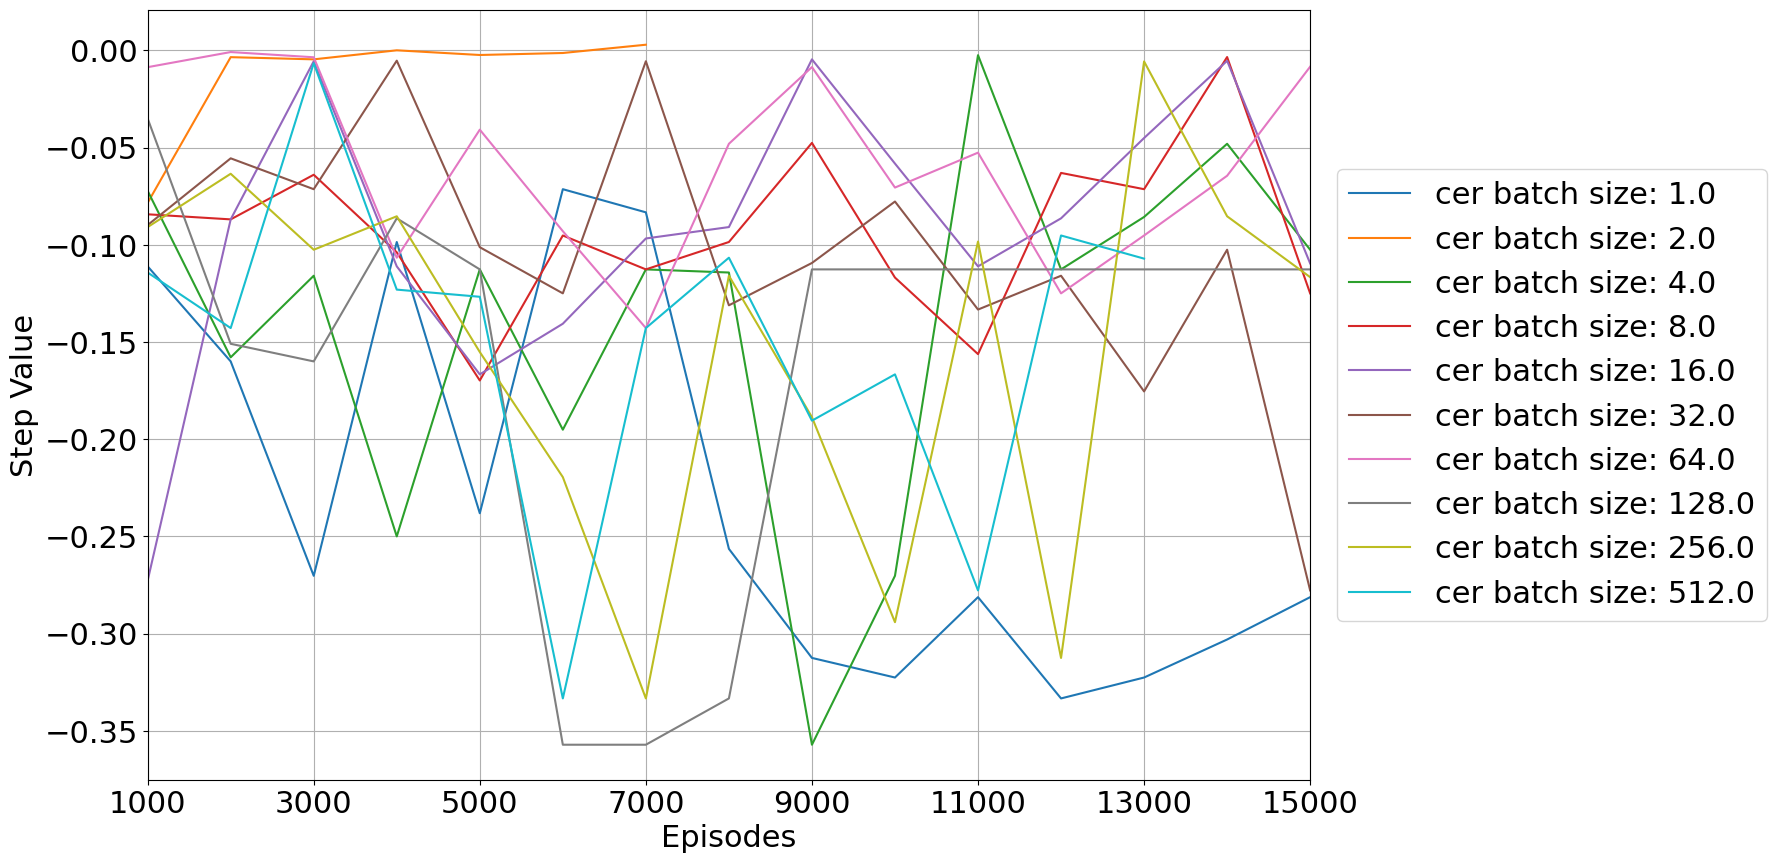 0.00
−0.05
−0.10
−0.15
−0.20
−0.25
−0.30
−0.35
Step Value
1000 3000 5000 7000 9000 11000 13000 15000
Episodes
cer batch size: 1.0
cer batch size: 2.0
cer batch size: 4.0
cer batch size: 8.0
cer batch size: 16.0
cer batch size: 32.0
cer batch size: 64.0
cer batch size: 128.0
cer batch size: 256.0
cer batch size: 512.0